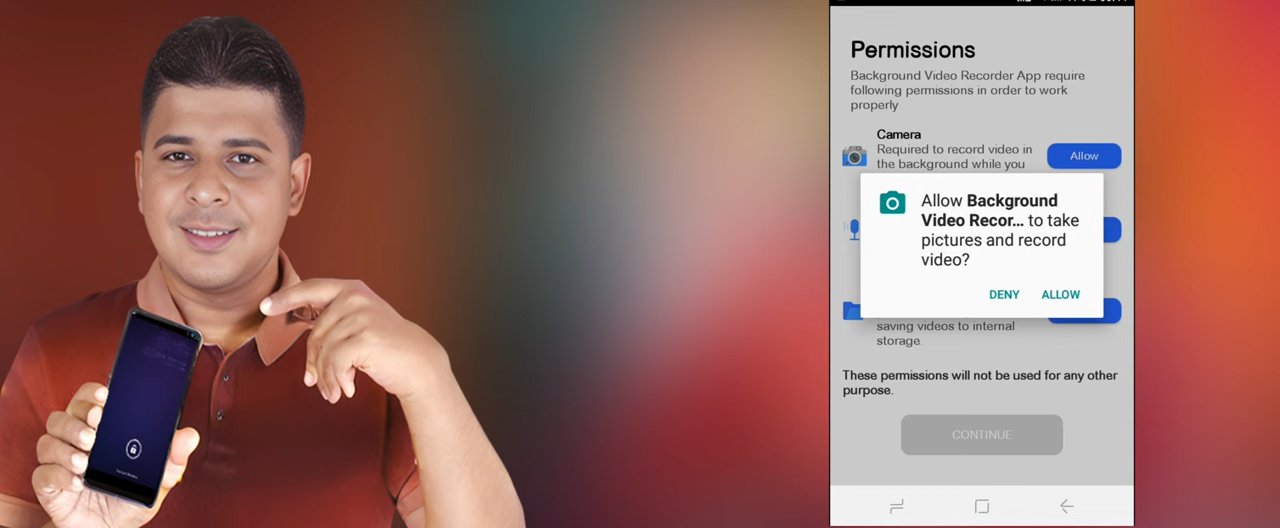 Permissions
Background Video Recorder App require
following permissions in order to work
properly
Camera
Required to record video in
the background while you
Allow
Allow Background
Video Recor... to take
pictures and record
video?
DENY
ALLOW
saving videos to internal
storage.
These permissions will not be used for any other
purpose.
CONTINUE